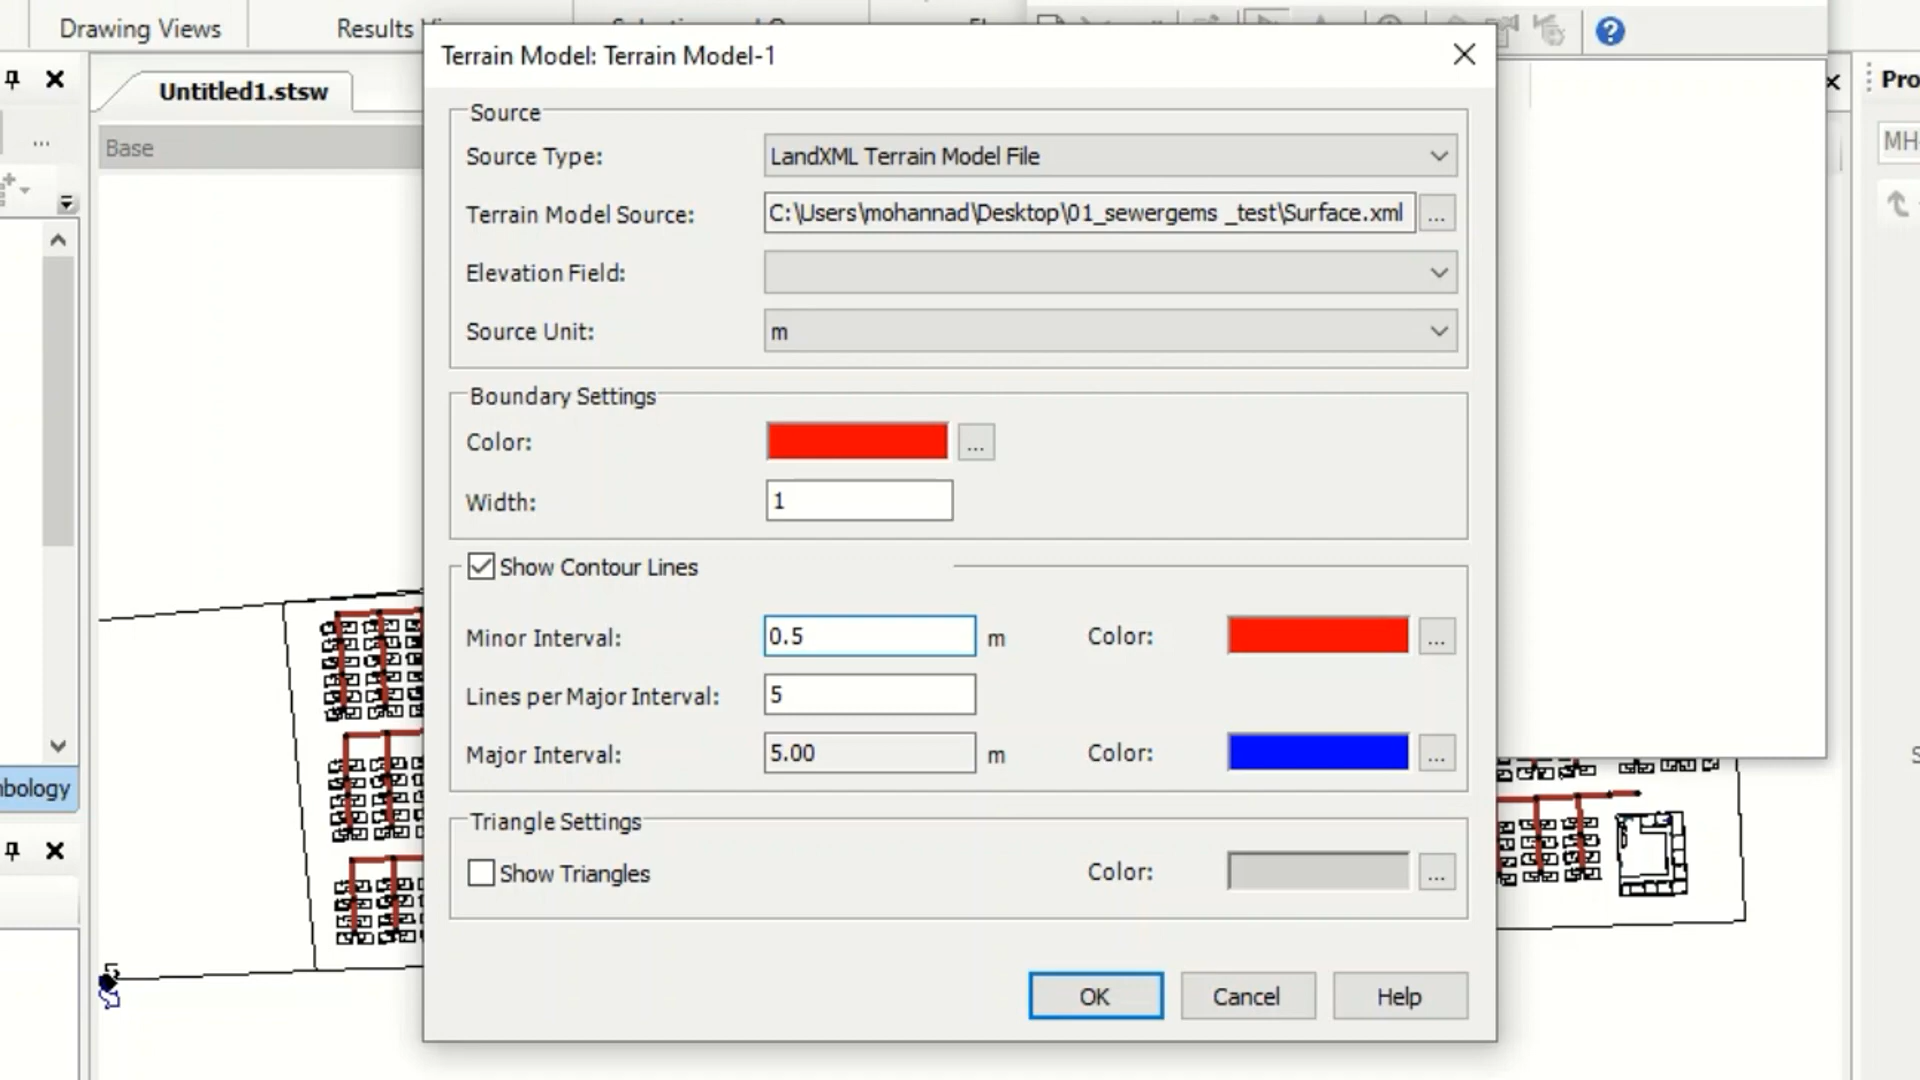 Drawing Views
Results
Untitled1.stsw
Base
Terrain Model: Terrain Model-1
Source
Source Type:
LandXML Terrain Model File
Terrain Model Source:
C:\Users\mohannad\Desktop\01_sewergems _test\Surface.xml
...
Elevation Field:
Source Unit:
m
Boundary Settings
Color:
...
Width:
1
Show Contour Lines
Minor Interval:
0.5
m
Color:
...
Lines per Major Interval:
5
Major Interval:
5.00
m
Color:
...
Triangle Settings
Show Triangles
Color:
...
OK
Cancel
Help
...
mbology
Pro
MH-